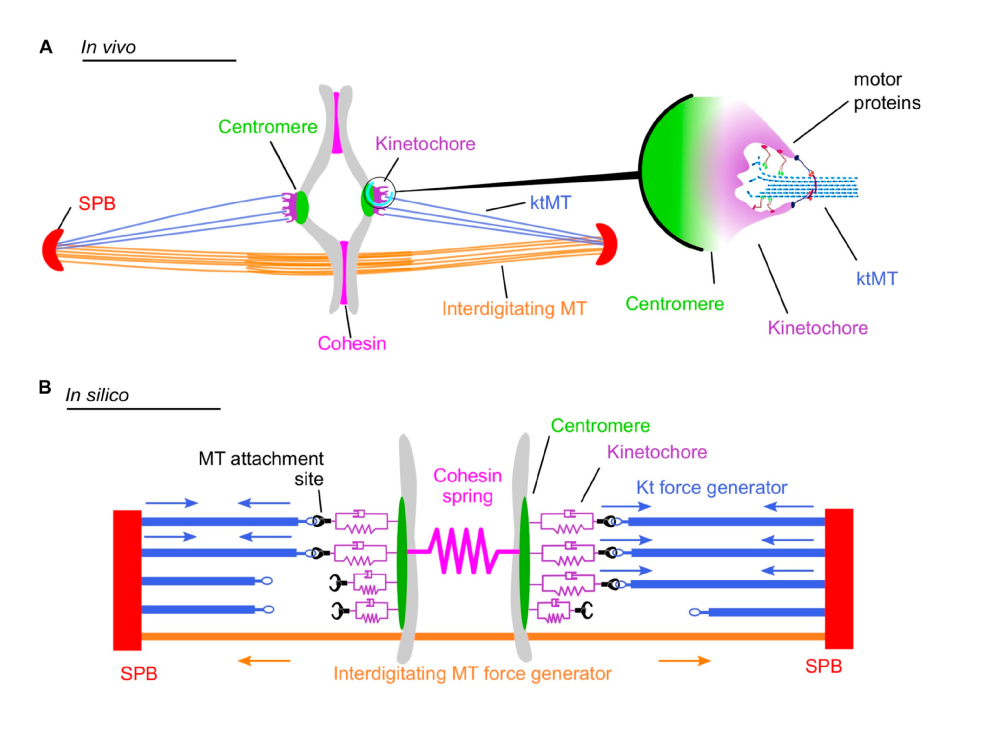 A In vivo
motor
proteins
Centromere
Kinetochore
SPB
ktMT
ktMT
Interdigitating MT
Centromere
Kinetochore
Cohesin
B In silico
Centromere
MT attachment
site
Cohesin
spring
Kinetochore
Kt force generator
SPB
Interdigitating MT force generator
SPB